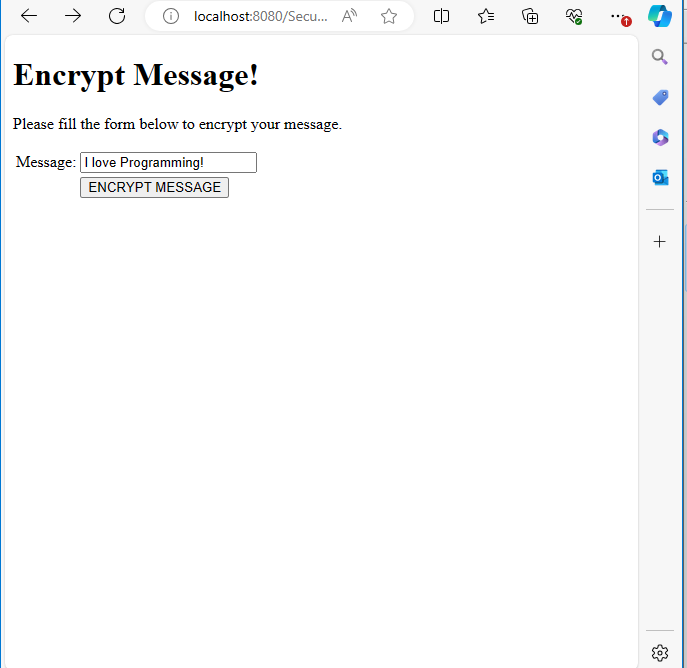 localhost:8080/Secu...
Encrypt Message!
Please fill the form below to encrypt your message.
Message: I love Programming!
ENCRYPT MESSAGE